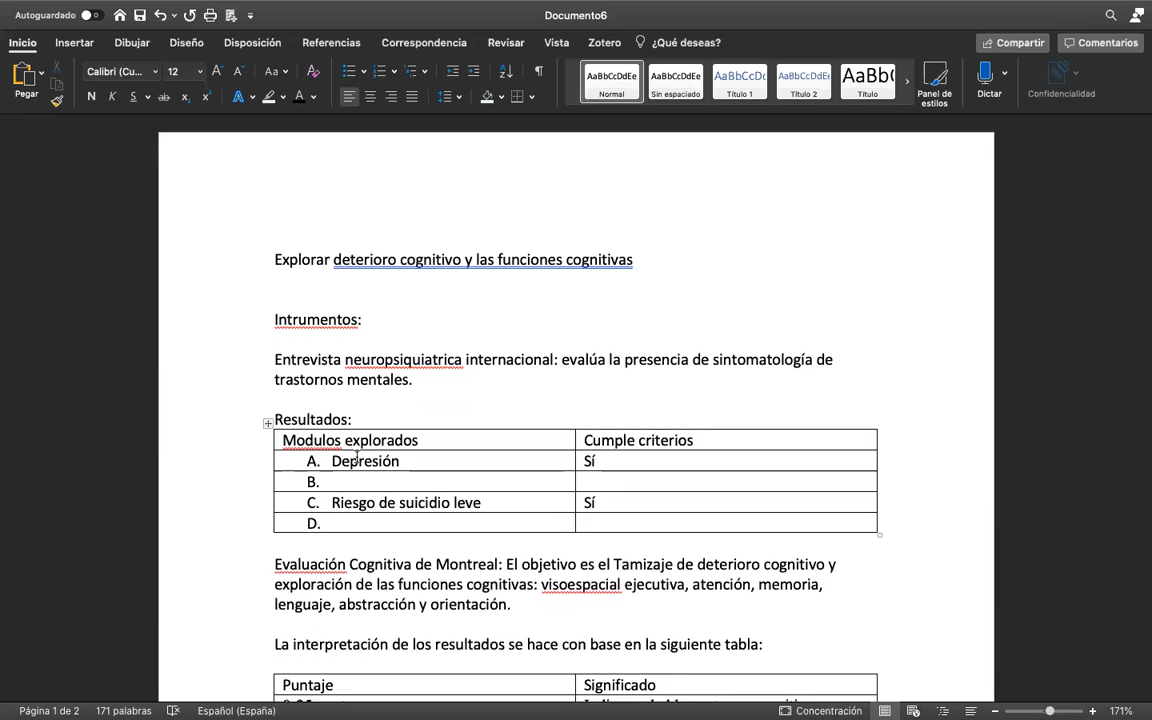 Autoguardado
Documento6
Inicio Insertar Dibujar Diseño Disposición Referencias Correspondencia Revisar Vista Zotero ¿Qué deseas? Compartir Comentarios
Pegar
Calibri (Cu... 12
N K S ab x₂ x²
AaBbCcDdEe Normal
AaBbCcDdEe Sin espaciado
AaBbCcDc Título 1
AaBbCcDdEe Título 2
AaBb( Título
Panel de estilos
Dictar
Confidencialidad
Explorar deterioro cognitivo y las funciones cognitivas
Intrumentos:
Entrevista neuropsiquiatrica internacional: evalúa la presencia de sintomatología de
trastornos mentales.
Resultados:
Modulos explorados Cumple criterios
A. Depresión Sí
B.
C. Riesgo de suicidio leve Sí
D.
Evaluación Cognitiva de Montreal: El objetivo es el Tamizaje de deterioro cognitivo y
exploración de las funciones cognitivas: visoespacial ejecutiva, atención, memoria,
lenguaje, abstracción y orientación.
La interpretación de los resultados se hace con base en la siguiente tabla:
Puntaje Significado
Página 1 de 2 171 palabras Español (España) Concentración 171%